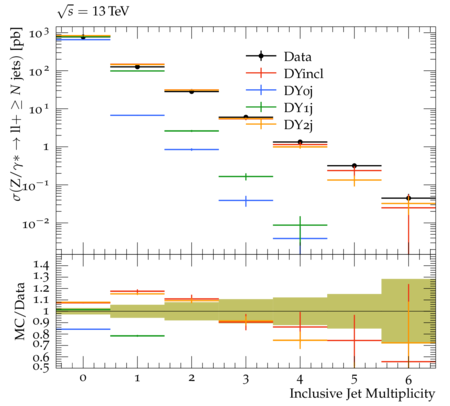 √s = 13 TeV
σ(Z/γ* → ll+ ≥ N jets) [pb]
10³
10²
10¹
1
10⁻¹
10⁻²
Data
DYincl
DY0j
DY1j
DY2j
MC/Data
1.4
1.3
1.2
1.1
1
0.9
0.8
0.7
0.6
0.5
0 1 2 3 4 5 6
Inclusive Jet Multiplicity